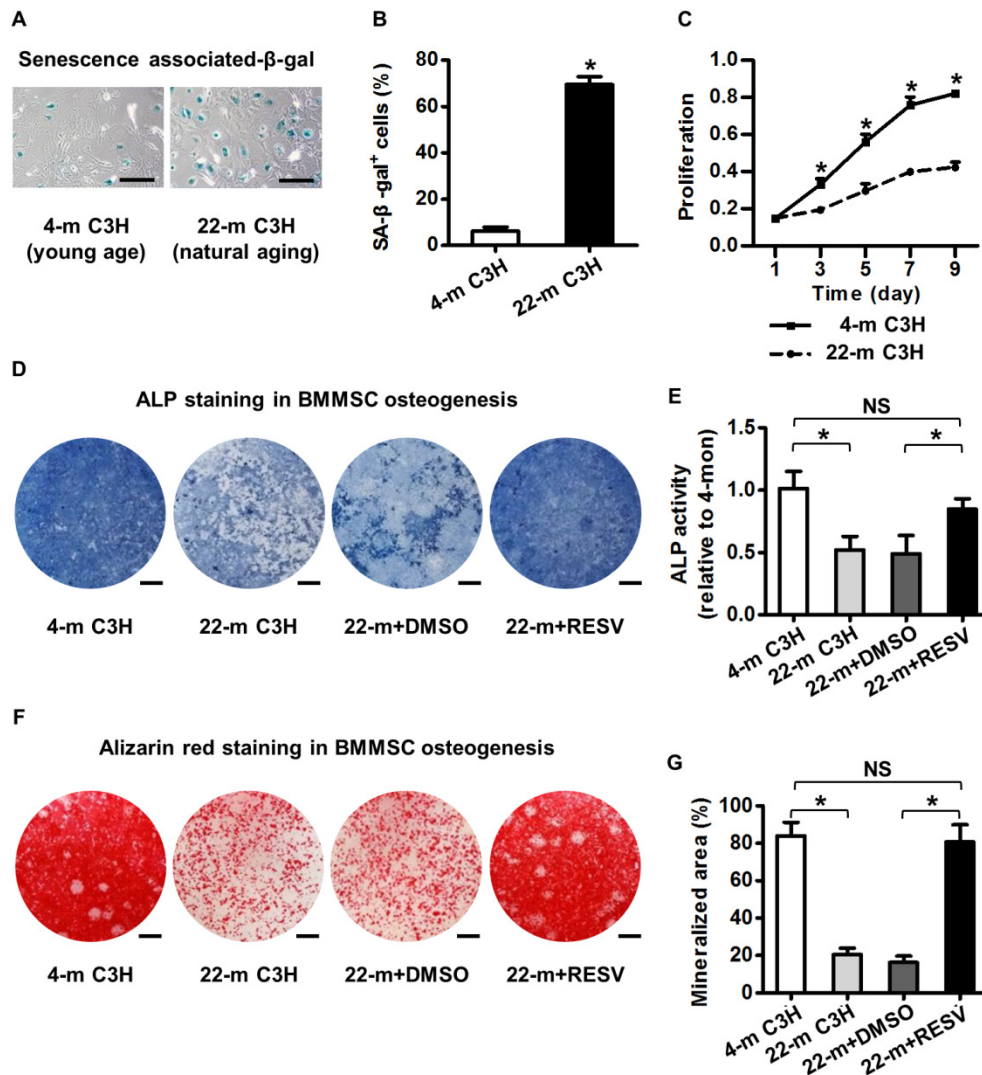 A
Senescence associated-β-gal
4-m C3H
(young age)
22-m C3H
(natural aging)
B
SA-β -gal⁺ cells (%)
80
60
40
20
0
*
4-m C3H
22-m C3H
C
Proliferation
1.0
0.8
0.6
0.4
0.2
0.0
*
*
*
*
1 3 5 7 9
Time (day)
4-m C3H
22-m C3H
D
ALP staining in BMMSC osteogenesis
4-m C3H
22-m C3H
22-m+DMSO
22-m+RESV
E
ALP activity
(relative to 4-mon)
1.5
1.0
0.5
0.0
NS
*
*
4-m C3H
22-m C3H
22-m+DMSO
22-m+RESV
F
Alizarin red staining in BMMSC osteogenesis
4-m C3H
22-m C3H
22-m+DMSO
22-m+RESV
G
Mineralized area (%)
100
80
60
40
20
0
NS
*
*
4-m C3H
22-m C3H
22-m+DMSO
22-m+RESV